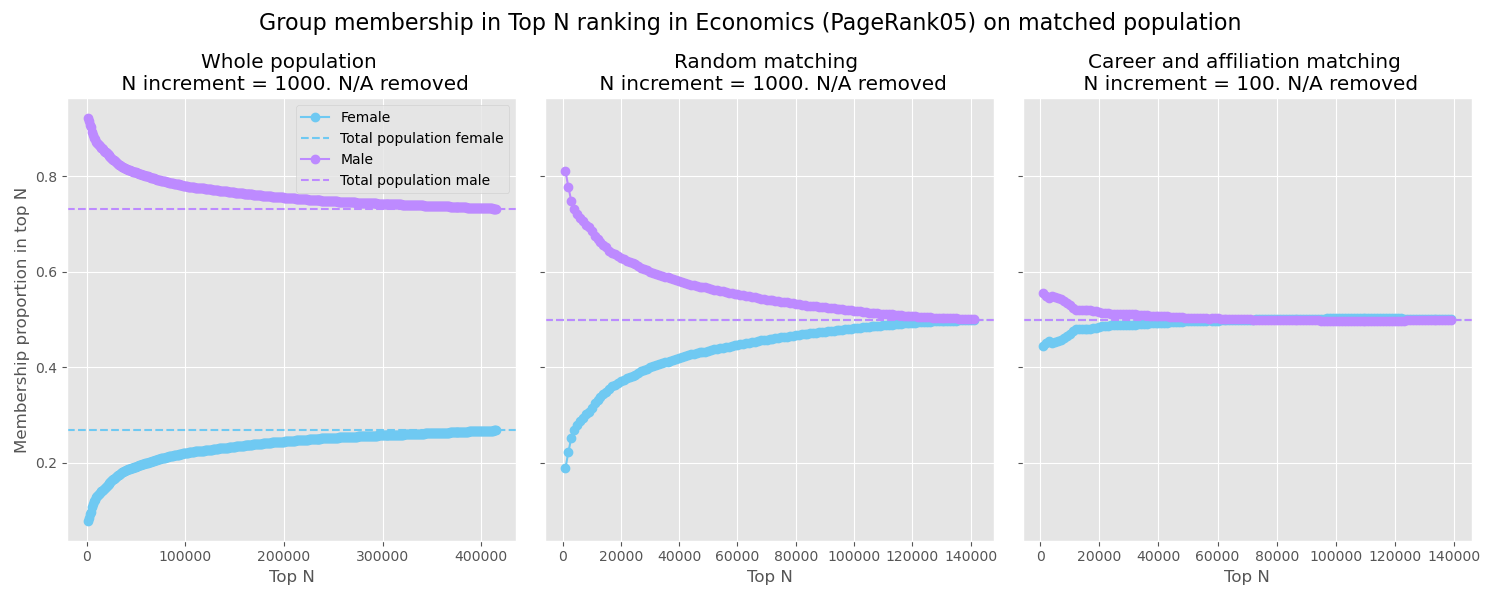 Group membership in Top N ranking in Economics (PageRank05) on matched population
Whole population
N increment = 1000. N/A removed
Random matching
N increment = 1000. N/A removed
Career and affiliation matching
N increment = 100. N/A removed
Female
Total population female
Male
Total population male
Membership proportion in top N
0.8
0.6
0.4
0.2
0 100000 200000 300000 400000
Top N
0 20000 40000 60000 80000 100000 120000 140000
Top N
0 20000 40000 60000 80000 100000 120000 140000
Top N